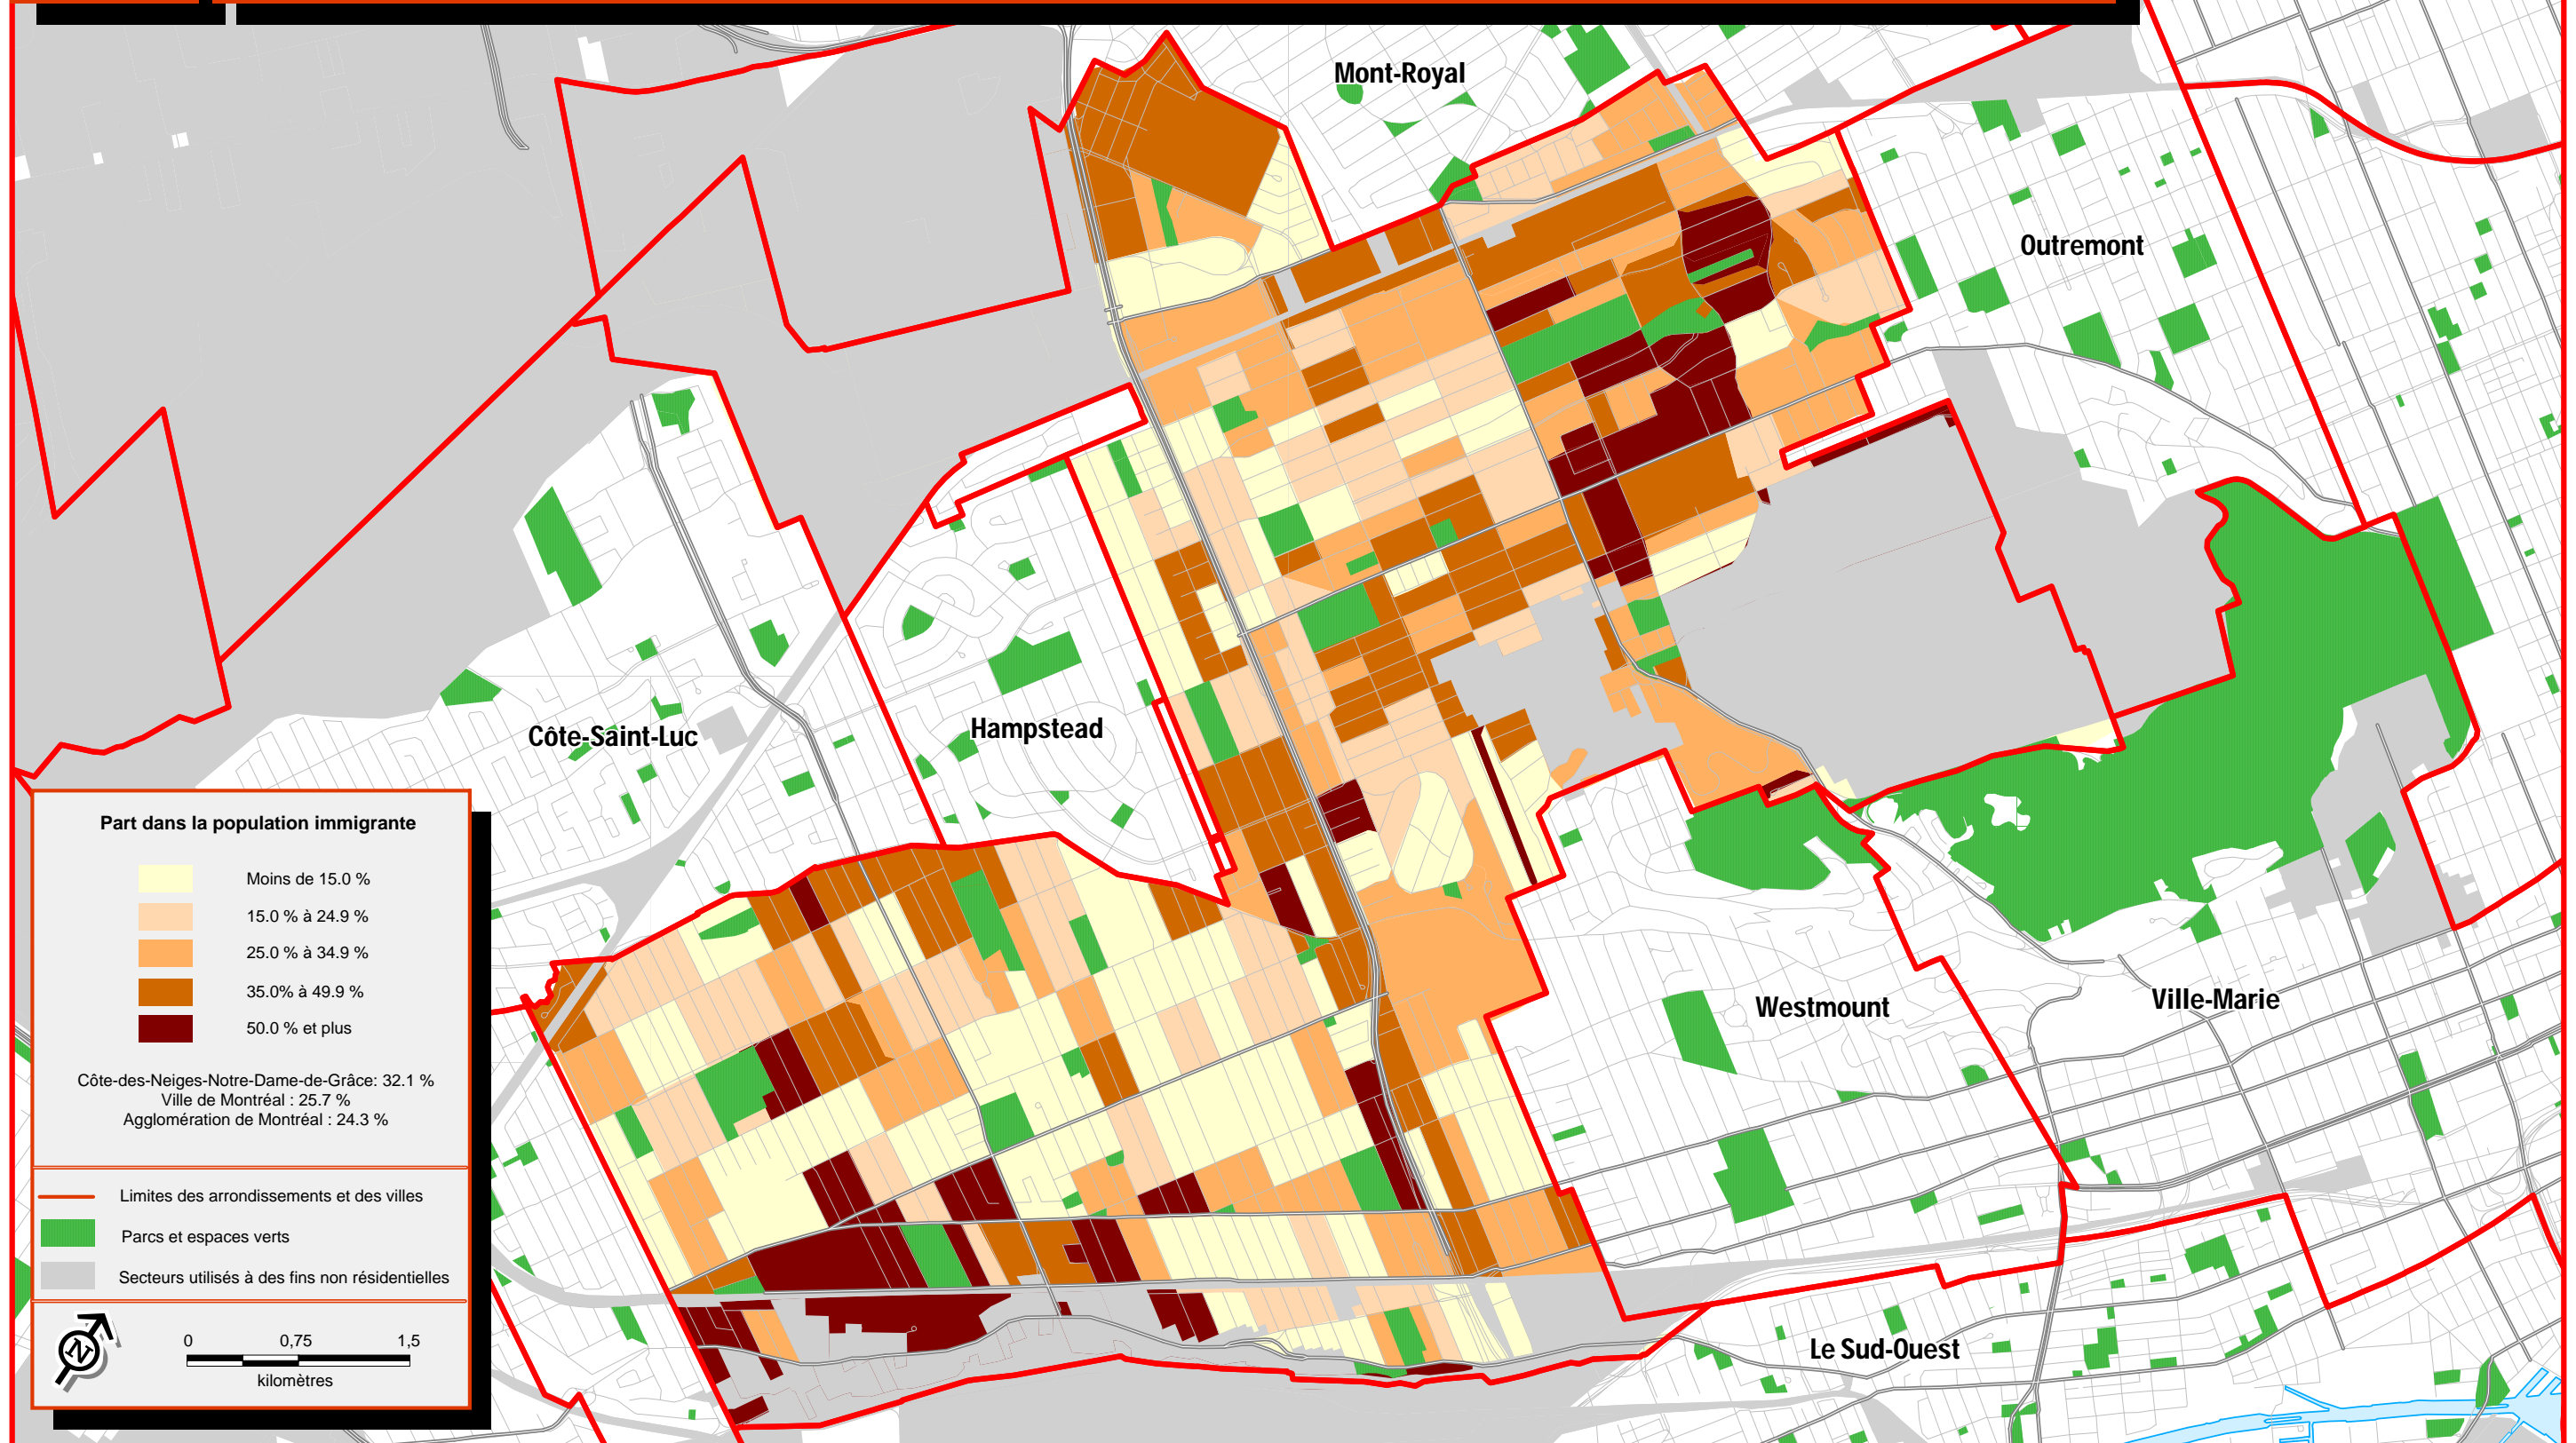 Mont-Royal
Outremont
Côte-Saint-Luc
Hampstead
Westmount
Ville-Marie
Le Sud-Ouest
Part dans la population immigrante
Moins de 15.0 %
15.0 % à 24.9 %
25.0 % à 34.9 %
35.0% à 49.9 %
50.0 % et plus
Côte-des-Neiges-Notre-Dame-de-Grâce: 32.1 %
Ville de Montréal : 25.7 %
Agglomération de Montréal : 24.3 %
Limites des arrondissements et des villes
Parcs et espaces verts
Secteurs utilisés à des fins non résidentielles
N
0 0,75 1,5
kilomètres